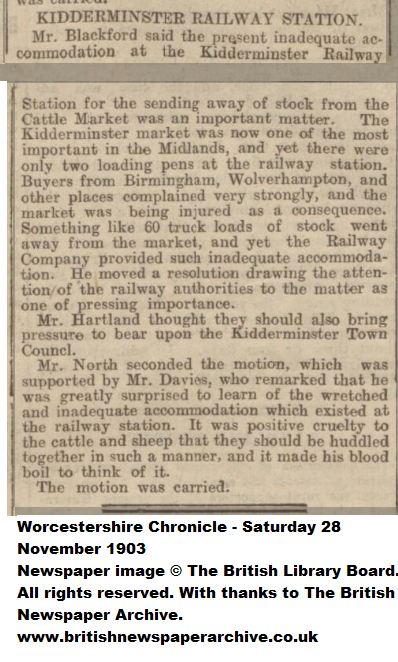 KIDDERMINSTER RAILWAY STATION.
Mr. Blackford said the present inadequate ac-
commodation at the Kidderminster Railway
Station for the sending away of stock from the
Cattle Market was an important matter. The
Kidderminster market was now one of the most
important in the Midlands, and yet there were
only two loading pens at the railway station.
Buyers from Birmingham, Wolverhampton, and
other places complained very strongly, and the
market was being injured as a consequence.
Something like 60 truck loads of stock went
away from the market, and yet the Railway
Company provided such inadequate accommoda-
tion. He moved a resolution drawing the atten-
tion of the railway authorities to the matter as
one of pressing importance.
Mr. Hartland thought they should also bring
pressure to bear upon the Kidderminster Town
Councl.
Mr. North seconded the motion, which was
supported by Mr. Davies, who remarked that he
was greatly surprised to learn of the wretched
and inadequate accommodation which existed at
the railway station. It was positive cruelty to
the cattle and sheep that they should be huddled
together in such a manner, and it made his blood
boil to think of it.
The motion was carried.
Worcestershire Chronicle - Saturday 28
November 1903
Newspaper image © The British Library Board.
All rights reserved. With thanks to The British
Newspaper Archive.
www.britishnewspaperarchive.co.uk